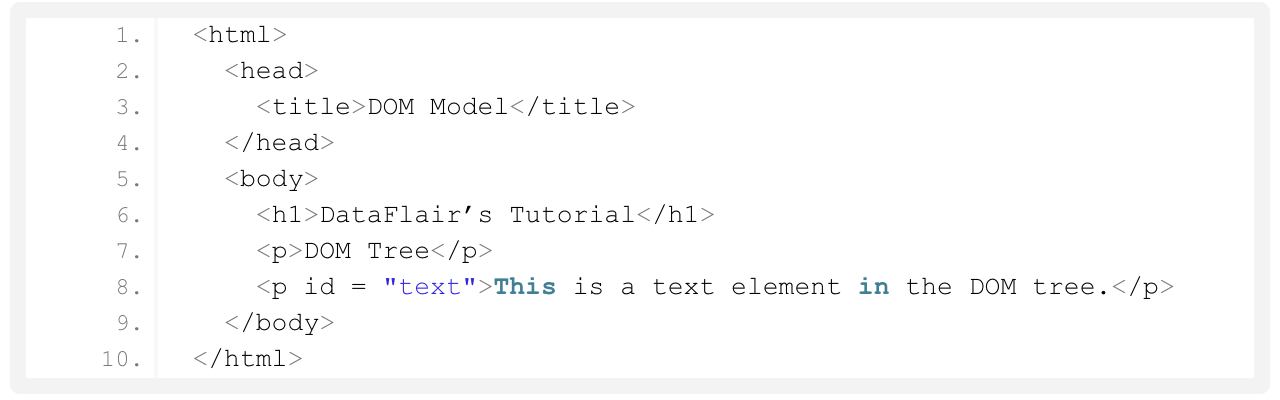 1. <html>
2. <head>
3. <title>DOM Model</title>
4. </head>
5. <body>
6. <h1>DataFlair’s Tutorial</h1>
7. <p>DOM Tree</p>
8. <p id = "text">This is a text element in the DOM tree.</p>
9. </body>
10. </html>